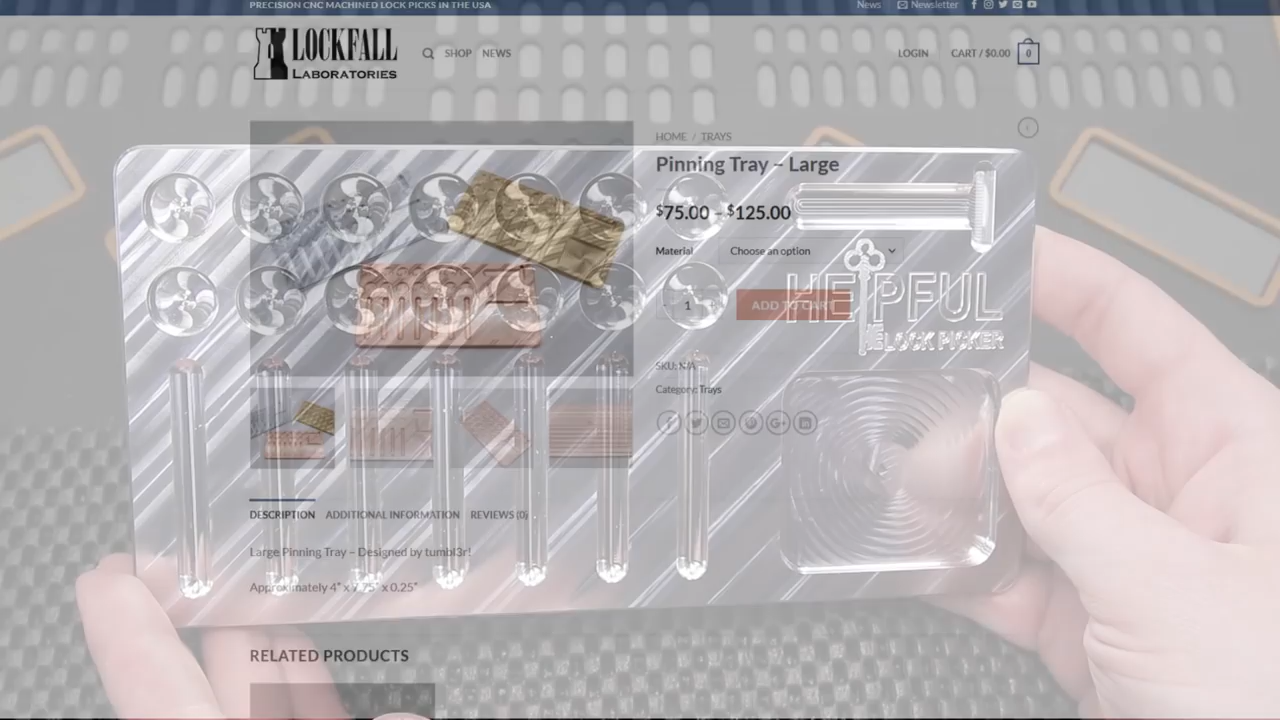 PRECISION CNC MACHINED LOCK PICKS IN THE USA
News
Newsletter
LOCKFALL
LABORATORIES
SHOP
NEWS
LOGIN
CART / $0.00
0
HOME / TRAYS
Pinning Tray – Large
$75.00 – $125.00
Material
Choose an option
1
ADD TO CART
HELPFUL
LOCK PICKER
SKU: N/A
Category: Trays
DESCRIPTION
ADDITIONAL INFORMATION
REVIEWS (0)
Large Pinning Tray – Designed by tumbl3r!
Approximately 4" x 7.75" x 0.25"
RELATED PRODUCTS